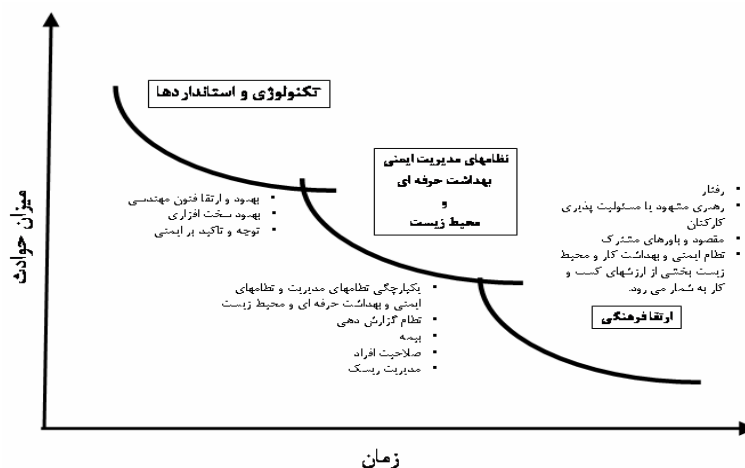 تکنولوژی و استانداردها
نظامهای مدیریت ایمنی
بهداشت حرفه ای
و
محیط زیست
میزان حوادث
▪ بهبود و ارتقا فنون مهندسی
▪ بهبود سخت افزاری
▪ توجه و تاکید بر ایمنی
▪ رفتار
▪ رهبری مشهود با مسئولیت پذیری
کارکنان
▪ مقصود و باورهای مشترک
▪ نظام ایمنی و بهداشت کار و محیط
زیست بخشی از ارزشهای کسب و
کار به شمار می رود.
▪ یکپارچگی نظامهای مدیریت و نظامهای
ایمنی و بهداشت حرفه ای و محیط زیست
▪ نظام گزارش دهی
▪ بیمه
▪ صلاحیت افراد
▪ مدیریت ریسک
ارتقا فرهنگی
زمان